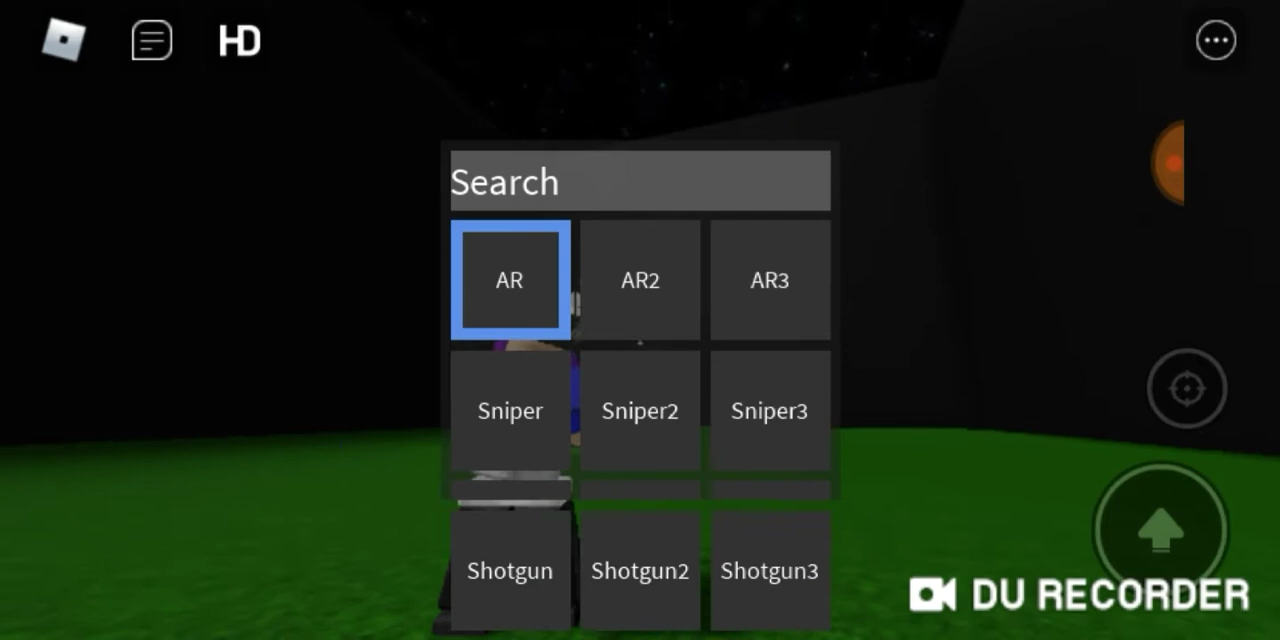 HD
Search
AR AR2 AR3
Sniper Sniper2 Sniper3
Shotgun Shotgun2 Shotgun3
DU RECORDER